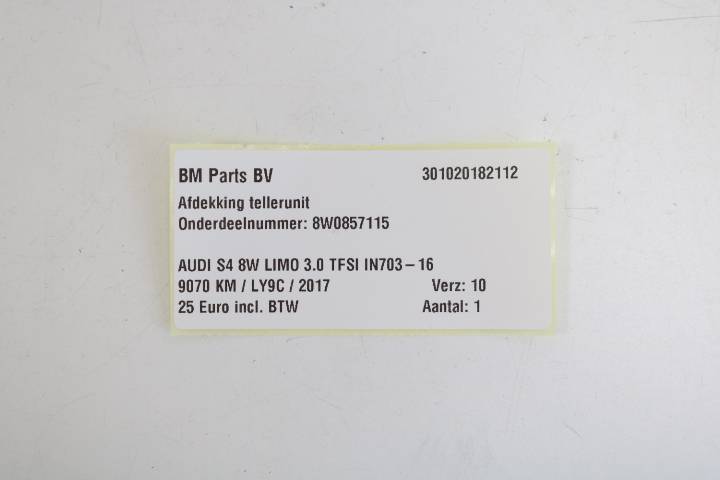 BM Parts BV 301020182112
Afdekking tellerunit
Onderdeelnummer: 8W0857115
AUDI S4 8W LIMO 3.0 TFSI IN703-16
9070 KM / LY9C / 2017 Verz: 10
25 Euro incl. BTW Aantal: 1